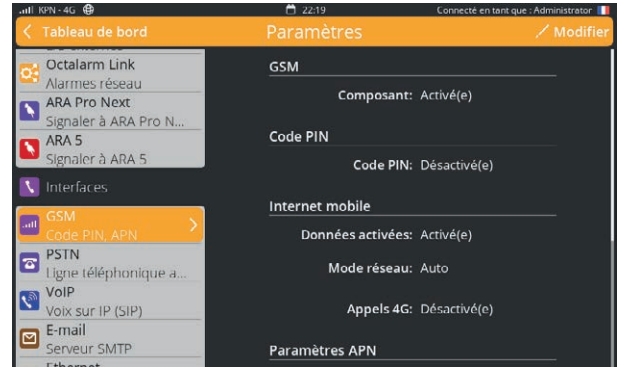 KPN - 4G
22:19
Connecté en tant que : Administrator
Tableau de bord
Paramètres
Modifier
Octalarm Link
Alarmes réseau
ARA Pro Next
Signaler à ARA Pro N...
ARA 5
Signaler à ARA 5
Interfaces
GSM
Code PIN, APN
PSTN
Ligne téléphonique a...
VoIP
Voix sur IP (SIP)
E-mail
Serveur SMTP
Ethernet
GSM
Composant: Activé(e)
Code PIN
Code PIN: Désactivé(e)
Internet mobile
Données activées: Activé(e)
Mode réseau: Auto
Appels 4G: Désactivé(e)
Paramètres APN